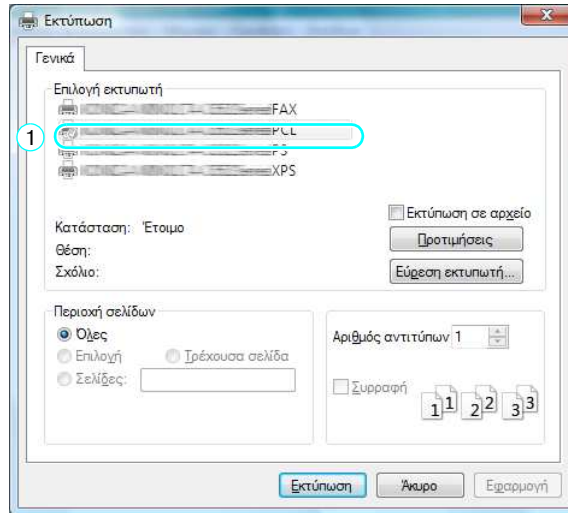 Εκτύπωση
Γενικά
Επιλογή εκτυπωτή
FAX
1
PCL
PS
XPS
Εκτύπωση σε αρχείο
Κατάσταση: Έτοιμο
Προτιμήσεις
Θέση:
Σχόλιο:
Εύρεση εκτυπωτή...
Περιοχή σελίδων
Όλες
Αριθμός αντιτύπων 1
Επιλογή Τρέχουσα σελίδα
Σελίδες:
Συρραφή
1 1 2 2 3 3
Εκτύπωση Άκυρο Εφαρμογή